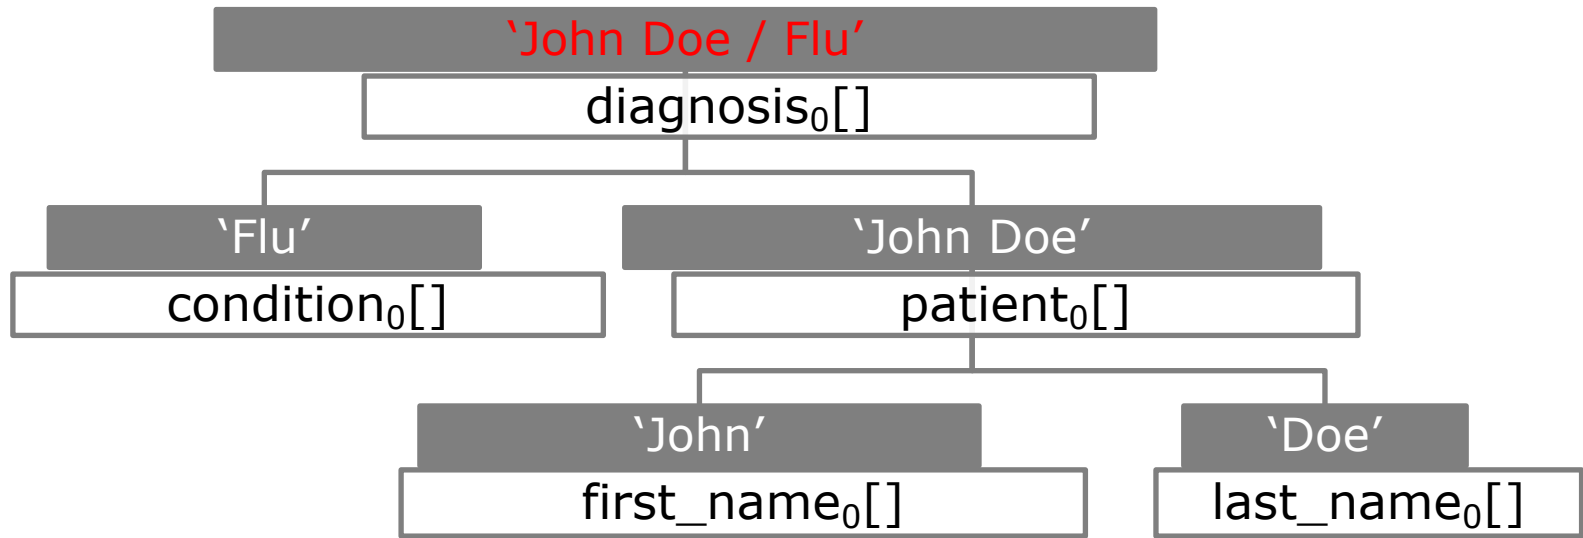 ‘John Doe / Flu’
diagnosis₀[]
‘Flu’
‘John Doe’
condition₀[]
patient₀[]
‘John’
‘Doe’
first_name₀[]
last_name₀[]